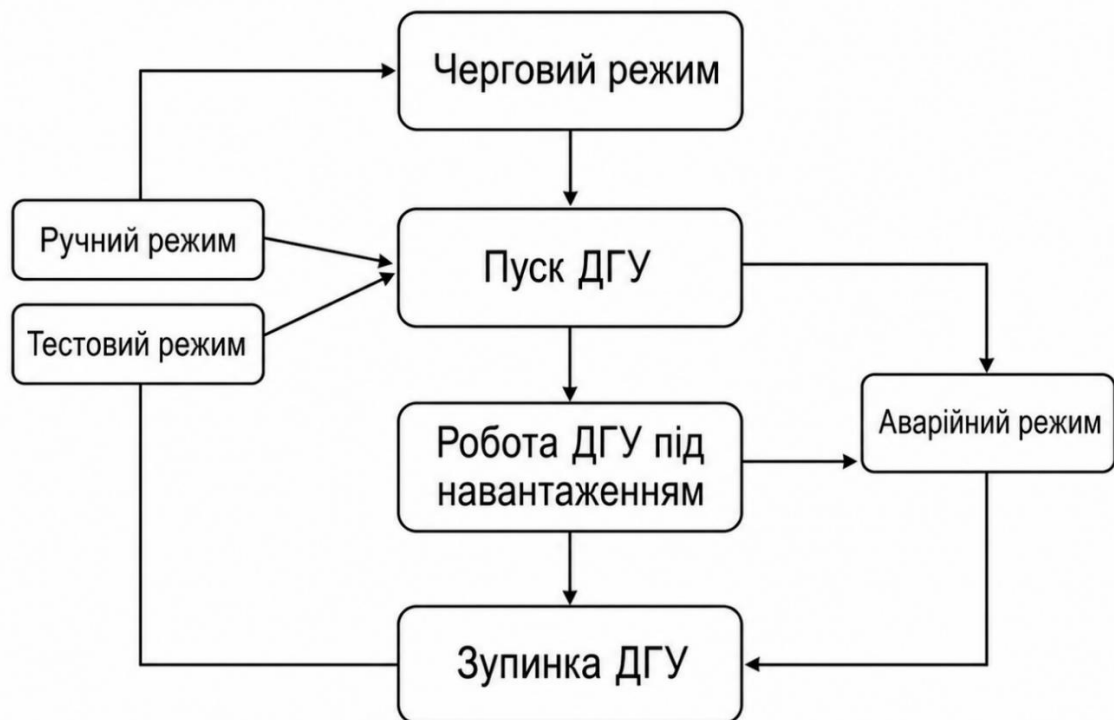 Черговий режим
Ручний режим
Пуск ДГУ
Тестовий режим
Робота ДГУ під
навантаженням
Аварійний режим
Зупинка ДГУ